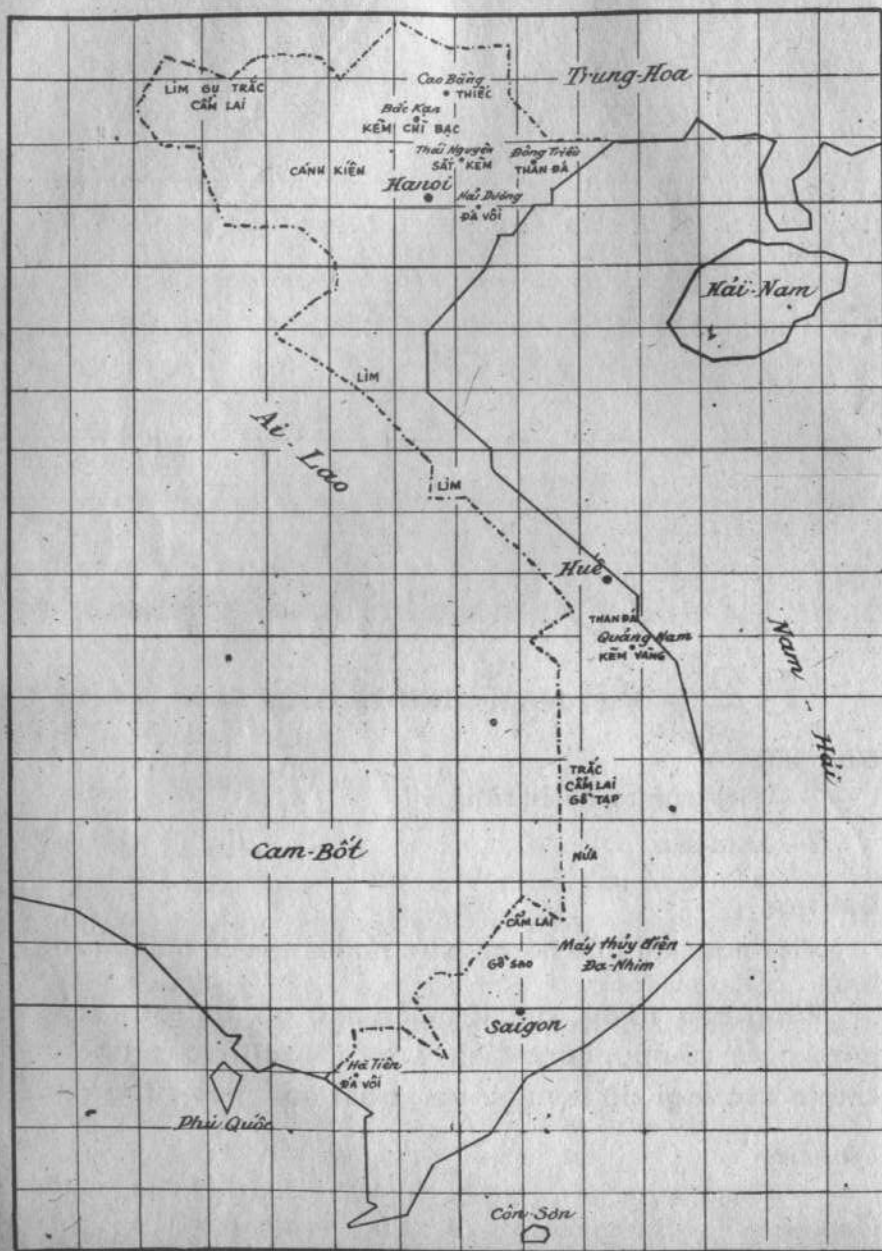 Trung-Hoa
LIM GỤ TRẮC
CẨM LAI
Cao Bằng
THIẾC
Bắc Kạn
KẼM CHÌ BẠC
Thái Nguyên
SẮT KẼM
Đông Triều
THAN ĐÁ
CÁNH KIẾN
Hanoi
Hải Dương
ĐÁ VÔI
Hải-Nam
LIM
Ai-Lao
LIM
Huế
THAN ĐÁ
Quảng Nam
KẼM VÀNG
Nam-Hải
TRẮC
CẨM LAI
GỖ TẠP
Cam-Bốt
NỨA
CẨM LAI
GỖ SAO
Máy thủy điện
Đa-Nhim
Saigon
Hà Tiên
ĐÁ VÔI
Phú Quốc
Côn-Sơn